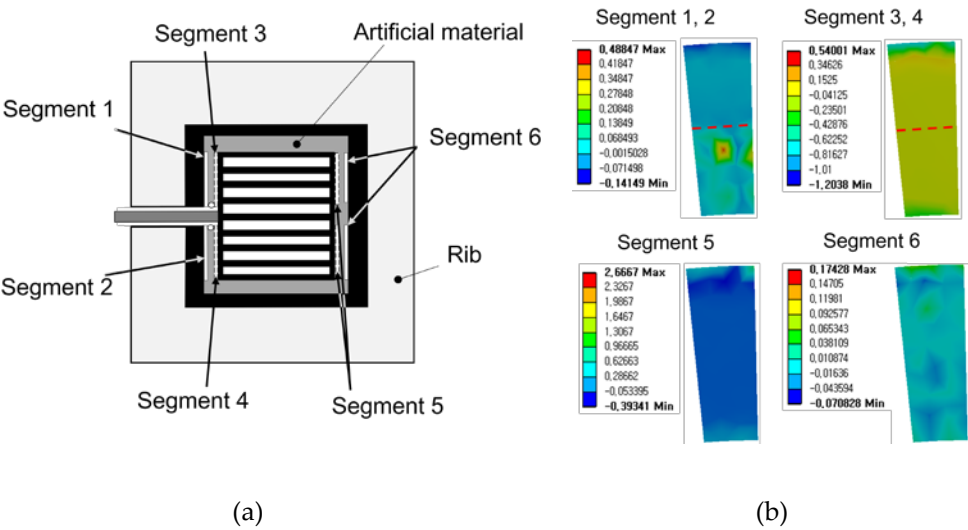 Segment 3
Artificial material
Segment 1
Segment 6
Segment 2
Rib
Segment 4
Segment 5
(a)
Segment 1, 2
0,48847 Max
0,41847
0,34847
0,27848
0,20848
0,13849
0,068493
-0,0015028
-0,071498
-0,14149 Min
Segment 3, 4
0,54001 Max
0,34626
0,1525
-0,04125
-0,23501
-0,42876
-0,62252
-0,81627
-1,01
-1,2038 Min
Segment 5
2,6667 Max
2,3267
1,9867
1,6467
1,3067
0,96665
0,62663
0,28662
-0,053395
-0,39341 Min
Segment 6
0,17428 Max
0,14705
0,11981
0,092577
0,065343
0,038109
0,010874
-0,01636
-0,043594
-0,070828 Min
(b)